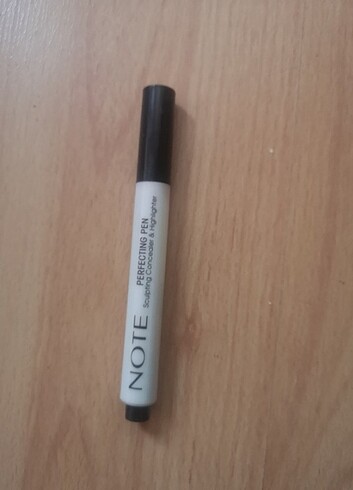 NOTE
PERFECTING PEN
Sculpting Concealer & Highlighter